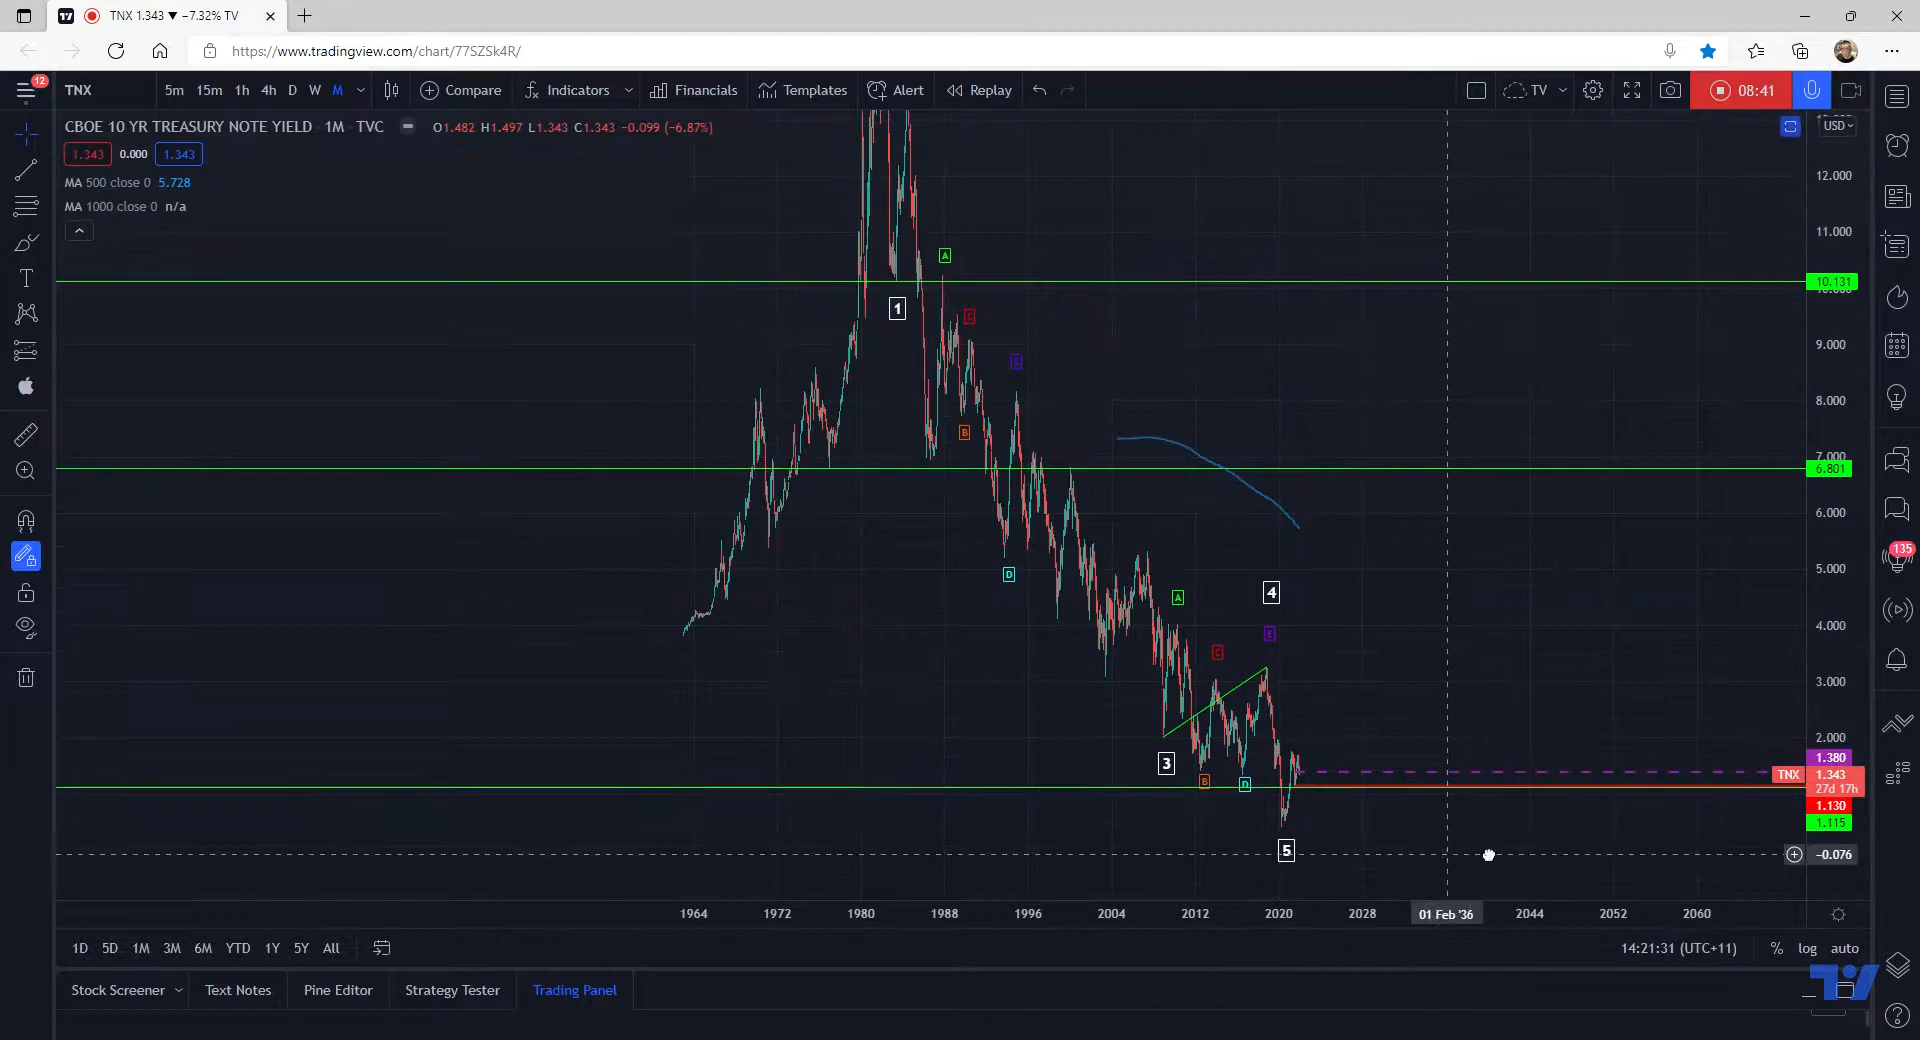 TNX 1.343 ▼ −7.32% TV
https://www.tradingview.com/chart/77SZSk4R/
12
TNX 5m 15m 1h 4h D W M Compare Indicators Financials Templates Alert Replay TV 08:41
CBOE 10 YR TREASURY NOTE YIELD · 1M · TVC O1.482 H1.497 L1.343 C1.343 −0.099 (−6.87%) USD
1.343 0.000 1.343
MA 500 close 0 5.728
MA 1000 close 0 n/a
12.000
11.000
A
10.131
1
C
9.000
8.000
B
7.000
6.801
6.000
135
5.000
D
A
4
4.000
E
C
3.000
2.000
3
1.380
TNX 1.343
B
D
27d 17h
1.130
1.115
5
−0.076
1964 1972 1980 1988 1996 2004 2012 2020 2028 01 Feb '36 2044 2052 2060
1D 5D 1M 3M 6M YTD 1Y 5Y All 14:21:31 (UTC+11) % log auto
Stock Screener Text Notes Pine Editor Strategy Tester Trading Panel